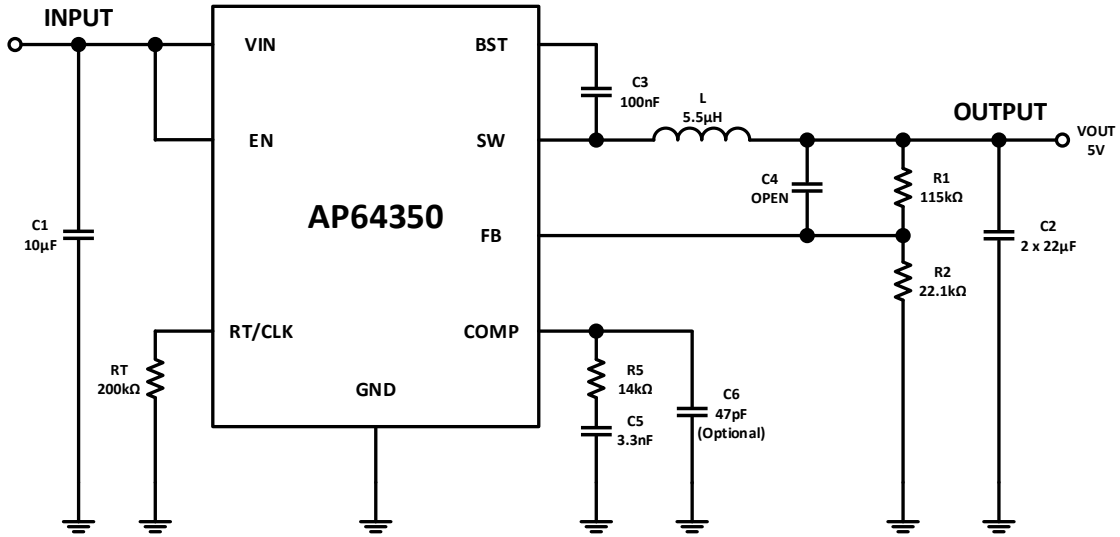 INPUT
VIN
BST
C3
100nF
L
5.5µH
OUTPUT
VOUT
5V
EN
SW
C4
OPEN
R1
115kΩ
AP64350
C1
10µF
FB
C2
2 x 22µF
R2
22.1kΩ
RT/CLK
COMP
RT
200kΩ
GND
R5
14kΩ
C6
47pF
(Optional)
C5
3.3nF